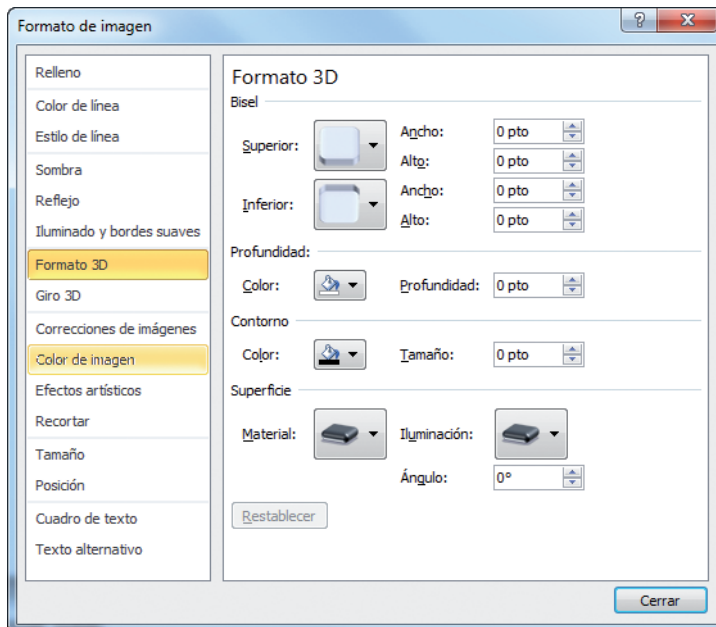 Formato de imagen
Relleno
Color de línea
Estilo de línea
Sombra
Reflejo
Iluminado y bordes suaves
Formato 3D
Giro 3D
Correcciones de imágenes
Color de imagen
Efectos artísticos
Recortar
Tamaño
Posición
Cuadro de texto
Texto alternativo
Formato 3D
Bisel
Superior:
Ancho: 0 pto
Alto: 0 pto
Inferior:
Ancho: 0 pto
Alto: 0 pto
Profundidad:
Color: Profundidad: 0 pto
Contorno
Color: Tamaño: 0 pto
Superficie
Material: Iluminación:
Ángulo: 0°
Restablecer
Cerrar